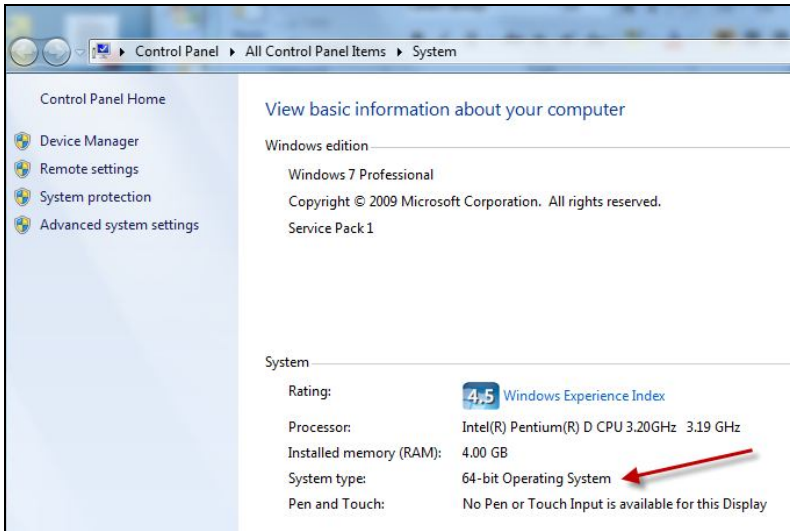 Control Panel ▸ All Control Panel Items ▸ System
Control Panel Home
Device Manager
Remote settings
System protection
Advanced system settings
View basic information about your computer
Windows edition
Windows 7 Professional
Copyright © 2009 Microsoft Corporation. All rights reserved.
Service Pack 1
System
Rating: 4.5 Windows Experience Index
Processor: Intel(R) Pentium(R) D CPU 3.20GHz 3.19 GHz
Installed memory (RAM): 4.00 GB
System type: 64-bit Operating System
Pen and Touch: No Pen or Touch Input is available for this Display